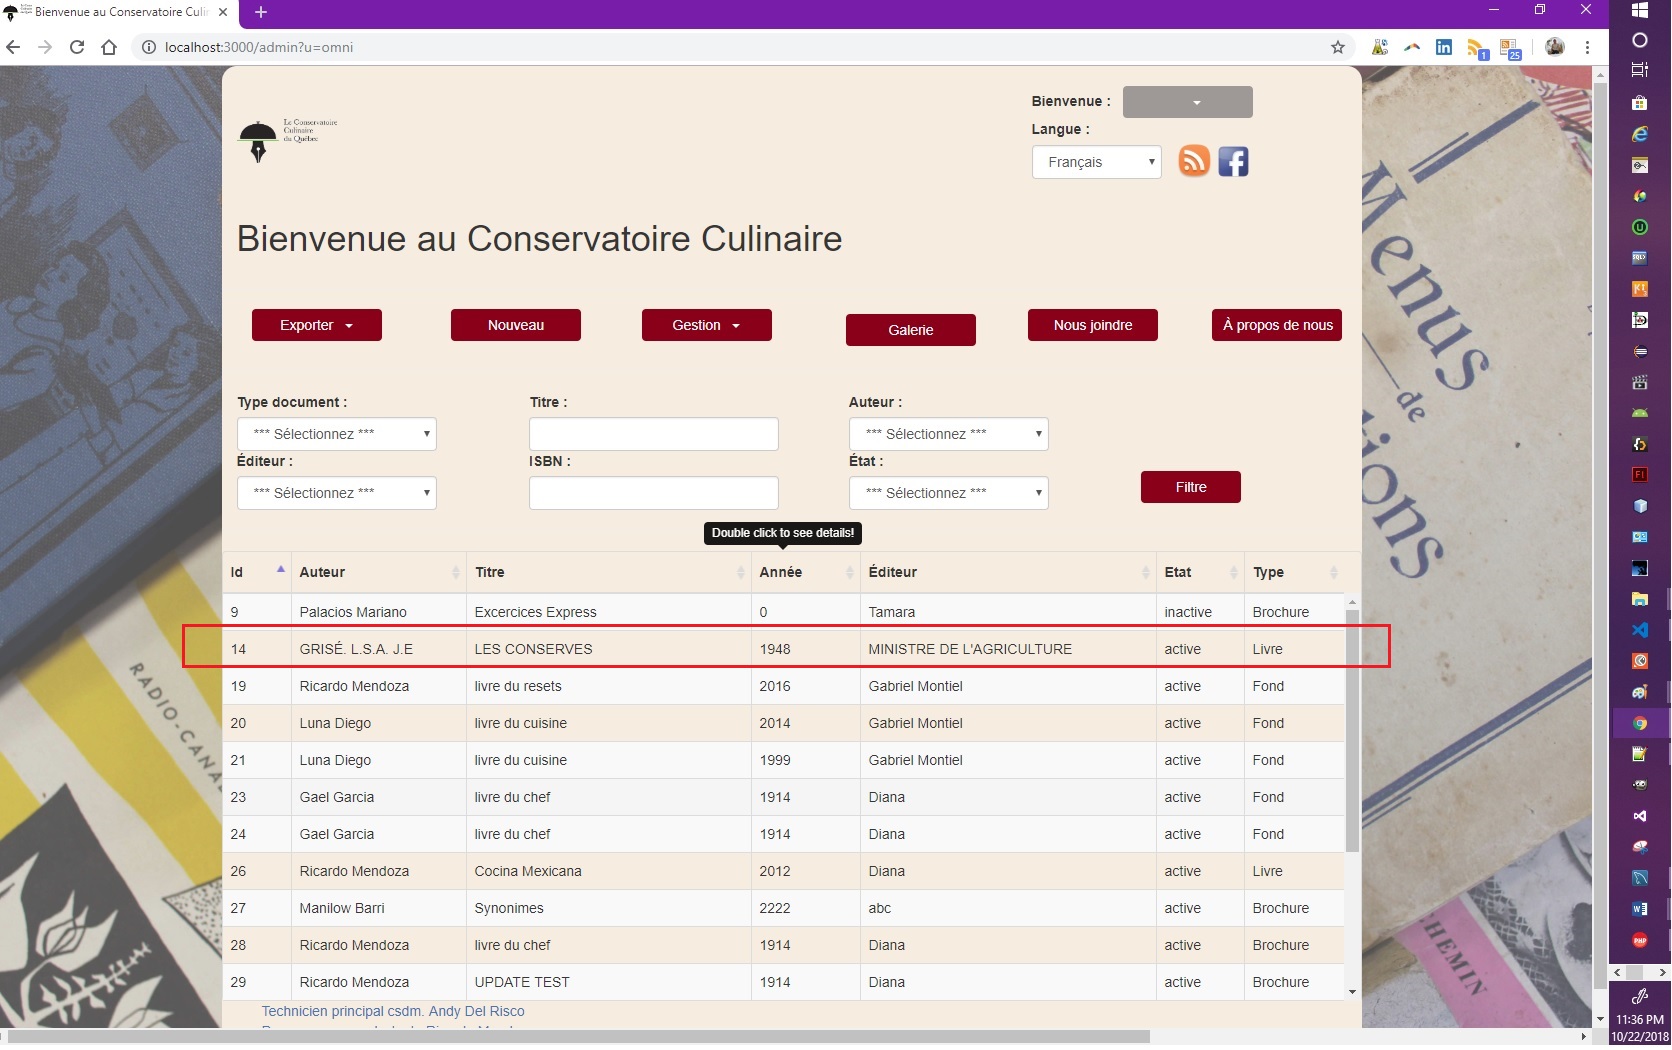 Bienvenue au Conservatoire Culin
localhost:3000/admin?u=omni
1
25
Le Conservatoire
Culinaire
du Québec
Bienvenue :
Langue :
Français
Bienvenue au Conservatoire Culinaire
Exporter
Nouveau
Gestion
Galerie
Nous joindre
À propos de nous
Type document :
Titre :
Auteur :
*** Sélectionnez ***
*** Sélectionnez ***
Éditeur :
ISBN :
État :
*** Sélectionnez ***
*** Sélectionnez ***
Filtre
Double click to see details!
Id Auteur Titre Année Éditeur Etat Type
9 Palacios Mariano Excercices Express 0 Tamara inactive Brochure
14 GRISÉ. L.S.A. J.E LES CONSERVES 1948 MINISTRE DE L'AGRICULTURE active Livre
19 Ricardo Mendoza livre du resets 2016 Gabriel Montiel active Fond
20 Luna Diego livre du cuisine 2014 Gabriel Montiel active Fond
21 Luna Diego livre du cuisine 1999 Gabriel Montiel active Fond
23 Gael Garcia livre du chef 1914 Diana active Fond
24 Gael Garcia livre du chef 1914 Diana active Fond
26 Ricardo Mendoza Cocina Mexicana 2012 Diana active Livre
27 Manilow Barri Synonimes 2222 abc active Brochure
28 Ricardo Mendoza livre du chef 1914 Diana active Brochure
29 Ricardo Mendoza UPDATE TEST 1914 Diana active Brochure
Technicien principal csdm. Andy Del Risco
RADIO-CANA
Menus
de
tions
HEMIN
11:36 PM
10/22/2018